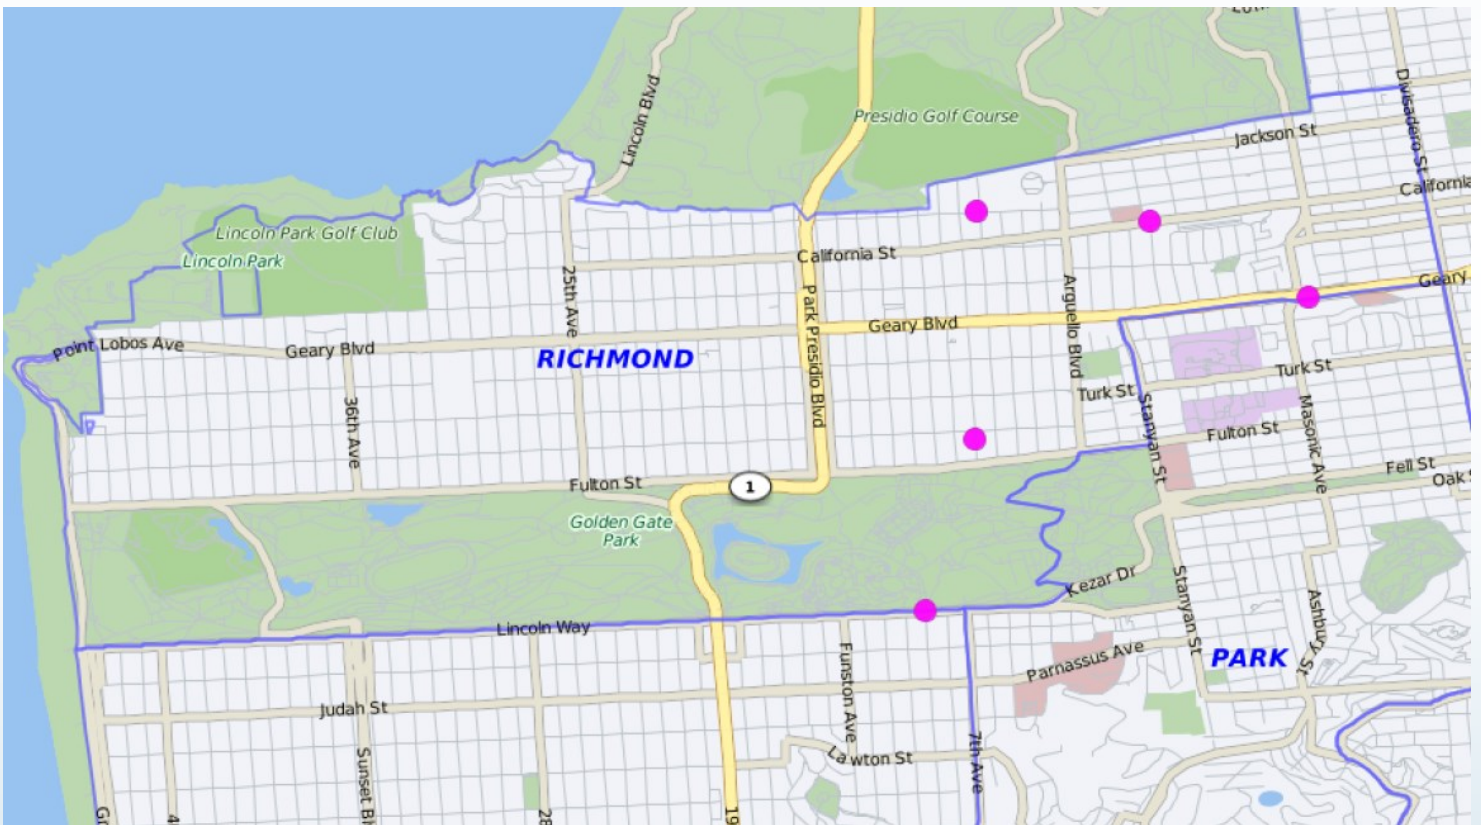 Lincoln Blvd
Presidio Golf Course
Divisadero St
Jackson St
California
Lincoln Park Golf Club
Lincoln Park
California St
25th Ave
Park Presidio Blvd
Arguello Blvd
Geary
Geary Blvd
Point Lobos Ave
Geary Blvd
RICHMOND
Turk St
Turk St
36th Ave
Stanyan St
Masonic Ave
Fulton St
Fell St
Oak
Fulton St
1
Golden Gate
Park
Kezar Dr
Stanyan St
Ashbury St
Lincoln Way
Funston Ave
Parnassus Ave
PARK
Judah St
7th Ave
Lawton St
Sunset Bl
Gr
4
28
19